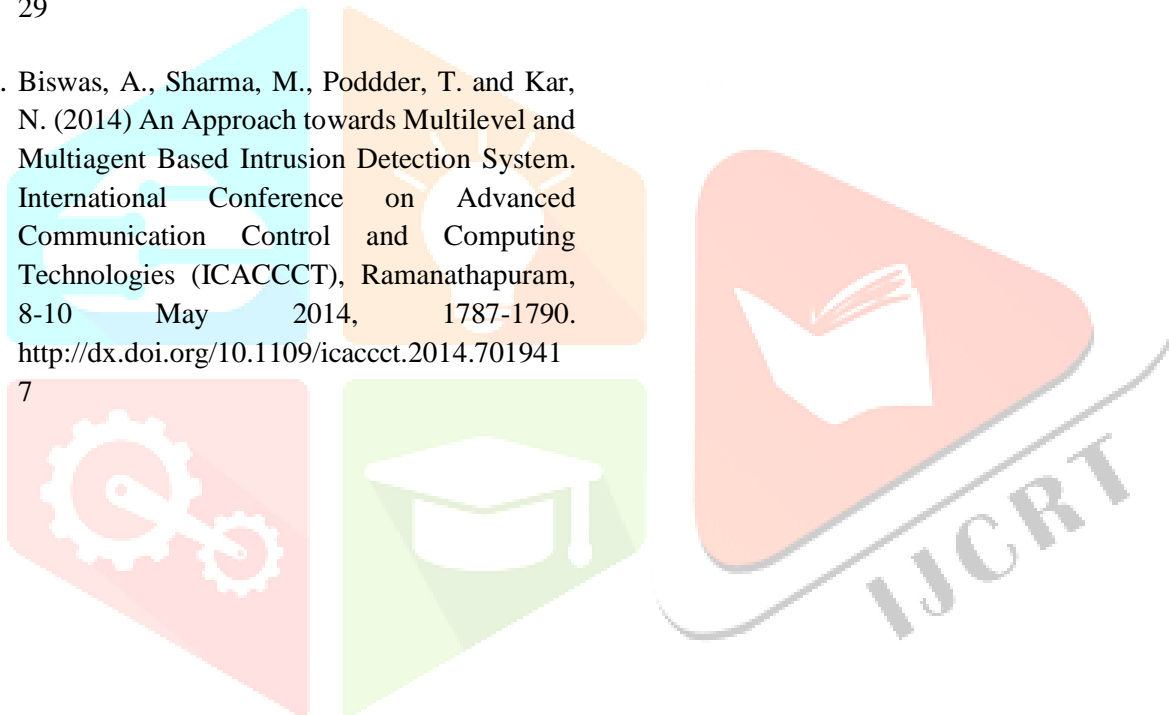 29
. Biswas, A., Sharma, M., Poddder, T. and Kar,
N. (2014) An Approach towards Multilevel and
Multiagent Based Intrusion Detection System.
International Conference on Advanced
Communication Control and Computing
Technologies (ICACCCT), Ramanathapuram,
8-10 May 2014, 1787-1790.
http://dx.doi.org/10.1109/icaccct.2014.701941
7
IJCRT